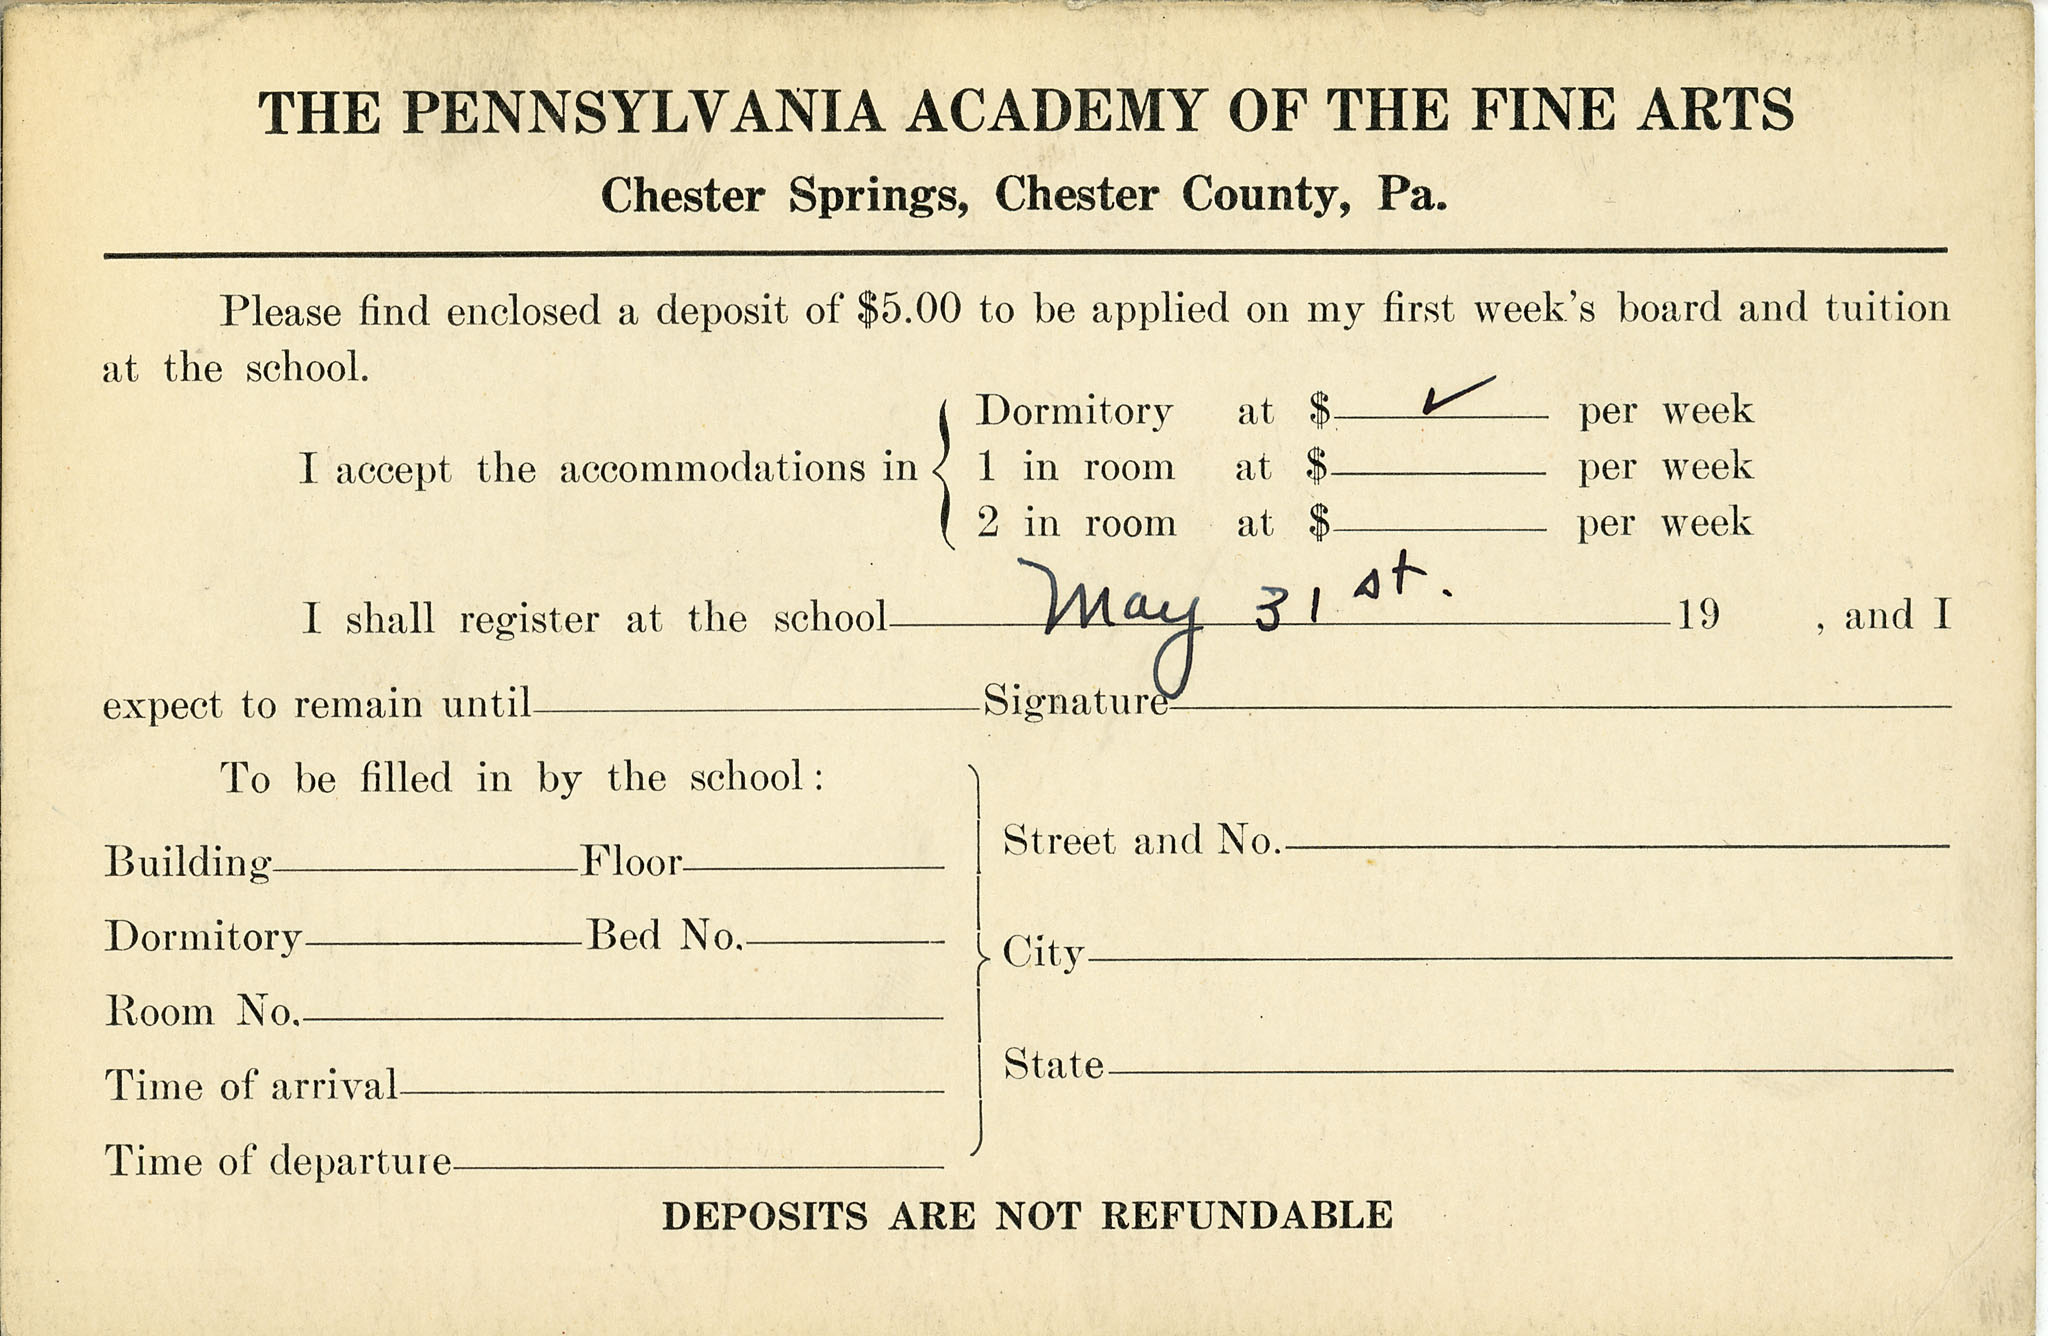 THE PENNSYLVANIA ACADEMY OF THE FINE ARTS
Chester Springs, Chester County, Pa.
Please find enclosed a deposit of $5.00 to be applied on my first week's board and tuition
at the school.
Dormitory at $ ✓ per week
I accept the accommodations in { 1 in room at $ per week
2 in room at $ per week
I shall register at the school May 31st. 19 , and I
expect to remain until Signature
To be filled in by the school:
Building Floor
Street and No.
Dormitory Bed No.
City
Room No.
State
Time of arrival
Time of departure
DEPOSITS ARE NOT REFUNDABLE